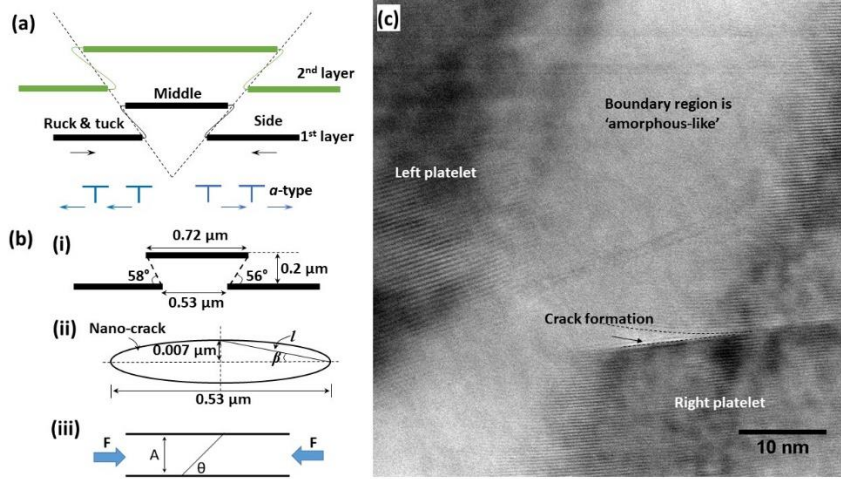 (a)
2nd layer
Middle
Ruck & tuck
Side
1st layer
a-type
(b)
(i)
0.72 µm
58°
56°
0.2 µm
0.53 µm
(ii)
Nano-crack
l
0.007 µm
β
0.53 µm
(iii)
F
A
θ
F
(c)
Boundary region is
'amorphous-like'
Left platelet
Crack formation
Right platelet
10 nm